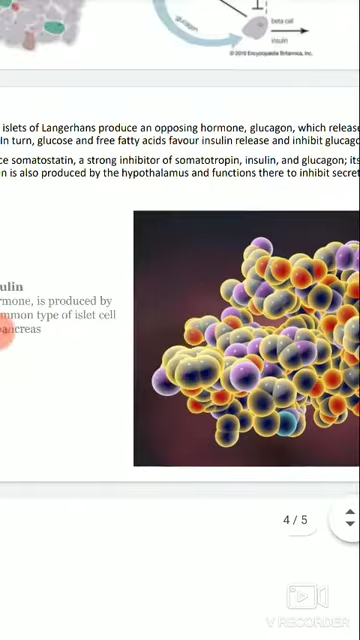 glucagon
beta cell
insulin
© 2010 Encyclopædia Britannica, Inc.
islets of Langerhans produce an opposing hormone, glucagon, which release
In turn, glucose and free fatty acids favour insulin release and inhibit glucago
ce somatostatin, a strong inhibitor of somatotropin, insulin, and glucagon; its
n is also produced by the hypothalamus and functions there to inhibit secret
ulin
rmone, is produced by
mmon type of islet cell
pancreas
4 / 5
V RECORDER